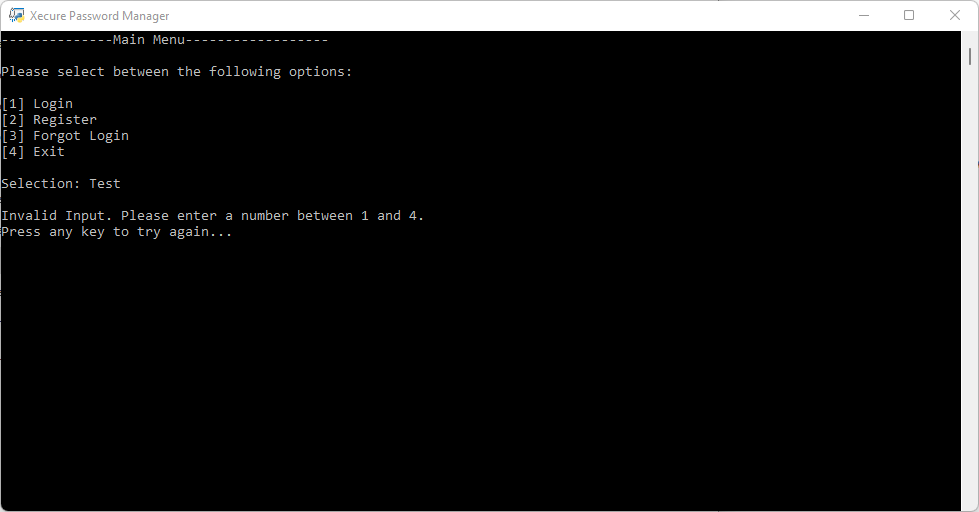 Xecure Password Manager
--------------Main Menu------------------
Please select between the following options:
[1] Login
[2] Register
[3] Forgot Login
[4] Exit
Selection: Test
Invalid Input. Please enter a number between 1 and 4.
Press any key to try again...